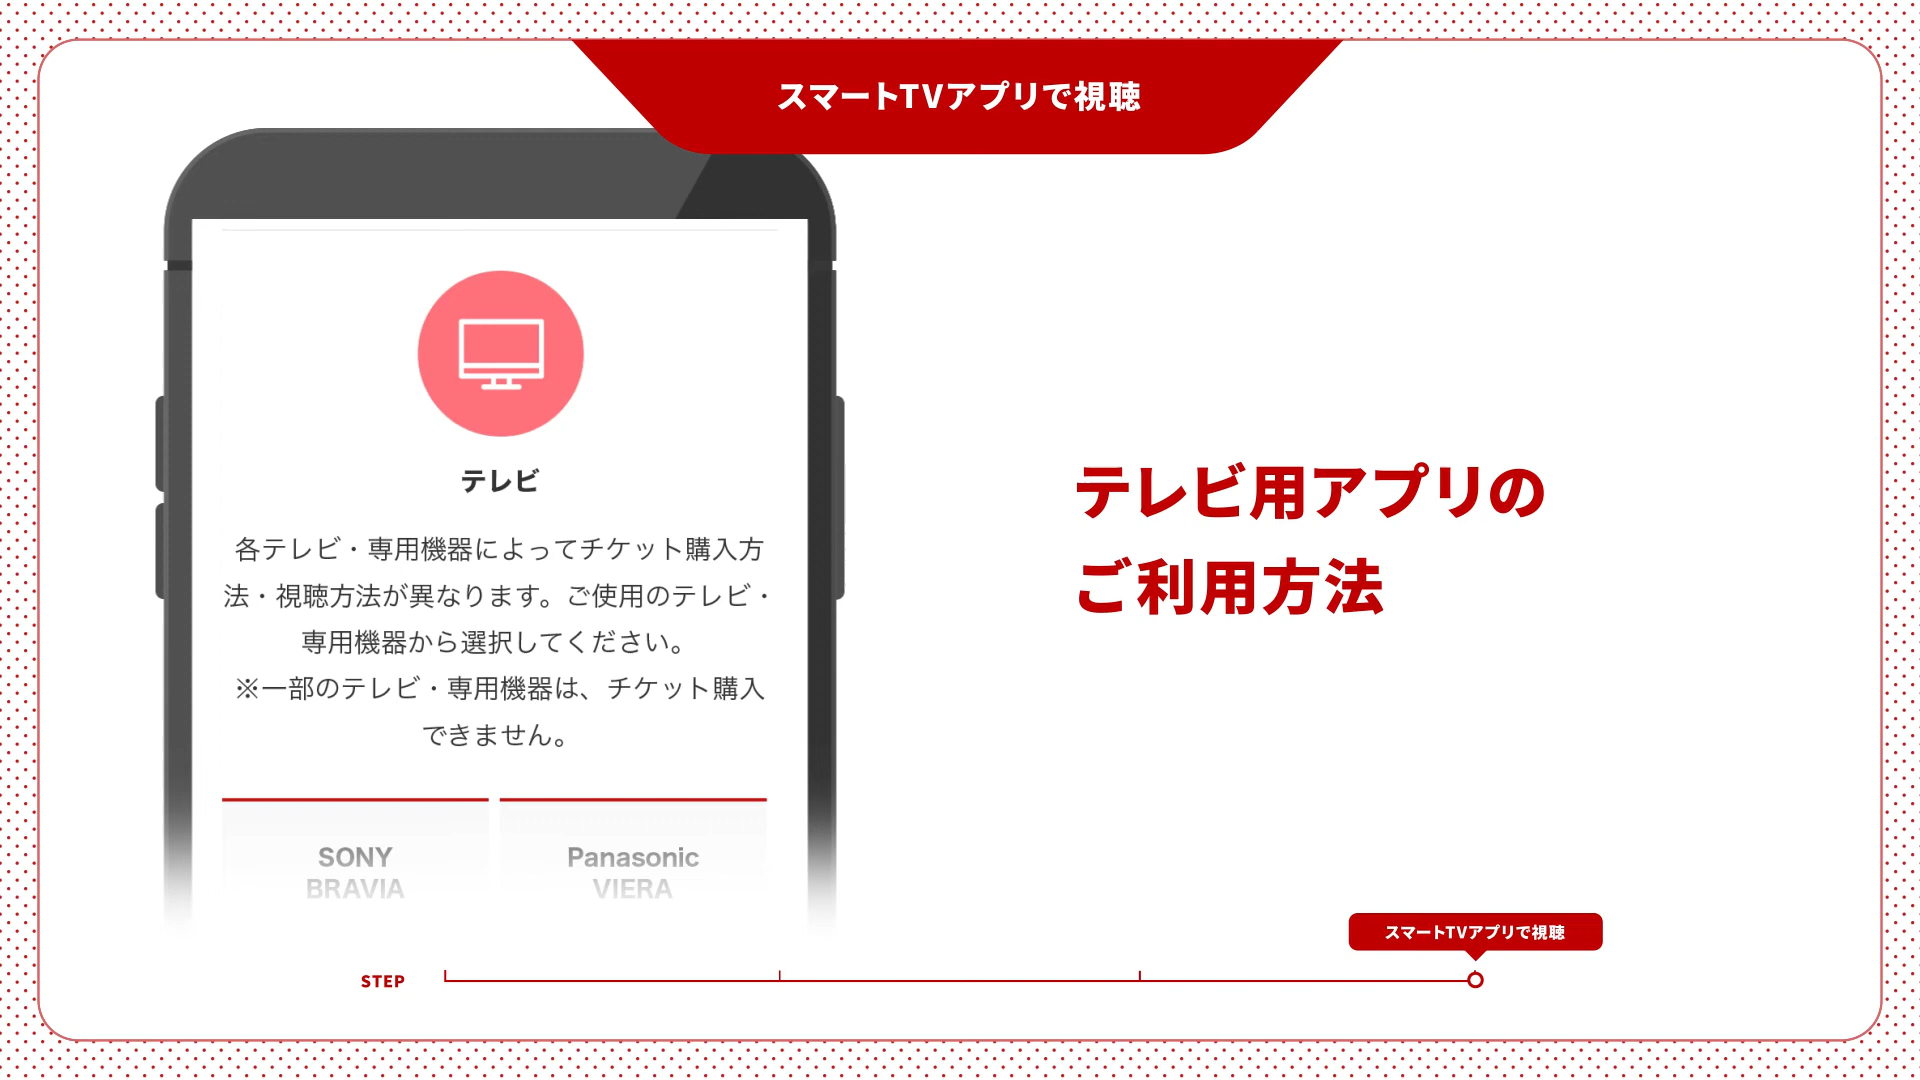 スマートTVアプリで視聴
テレビ
各テレビ・専用機器によってチケット購入方
法・視聴方法が異なります。ご使用のテレビ・
専用機器から選択してください。
※一部のテレビ・専用機器は、チケット購入
できません。
SONY
BRAVIA
Panasonic
VIERA
テレビ用アプリの
ご利用方法
スマートTVアプリで視聴
STEP